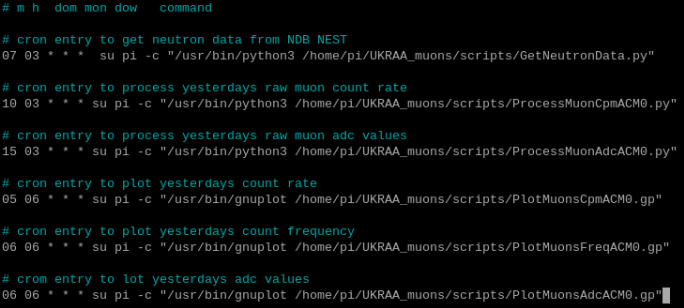 # m h  dom mon dow   command
# cron entry to get neutron data from NDB NEST
07 03 * * *  su pi -c "/usr/bin/python3 /home/pi/UKRAA_muons/scripts/GetNeutronData.py"
# cron entry to process yesterdays raw muon count rate
10 03 * * * su pi -c "/usr/bin/python3 /home/pi/UKRAA_muons/scripts/ProcessMuonCpmACM0.py"
# cron entry to process yesterdays raw muon adc values
15 03 * * * su pi -c "/usr/bin/python3 /home/pi/UKRAA_muons/scripts/ProcessMuonAdcACM0.py"
# cron entry to plot yesterdays count rate
05 06 * * * su pi -c "/usr/bin/gnuplot /home/pi/UKRAA_muons/scripts/PlotMuonsCpmACM0.gp"
# cron entry to plot yesterdays count frequency
06 06 * * * su pi -c "/usr/bin/gnuplot /home/pi/UKRAA_muons/scripts/PlotMuonsFreqACM0.gp"
# crom entry to lot yesterdays adc values
06 06 * * * su pi -c "/usr/bin/gnuplot /home/pi/UKRAA_muons/scripts/PlotMuonsAdcACM0.gp"